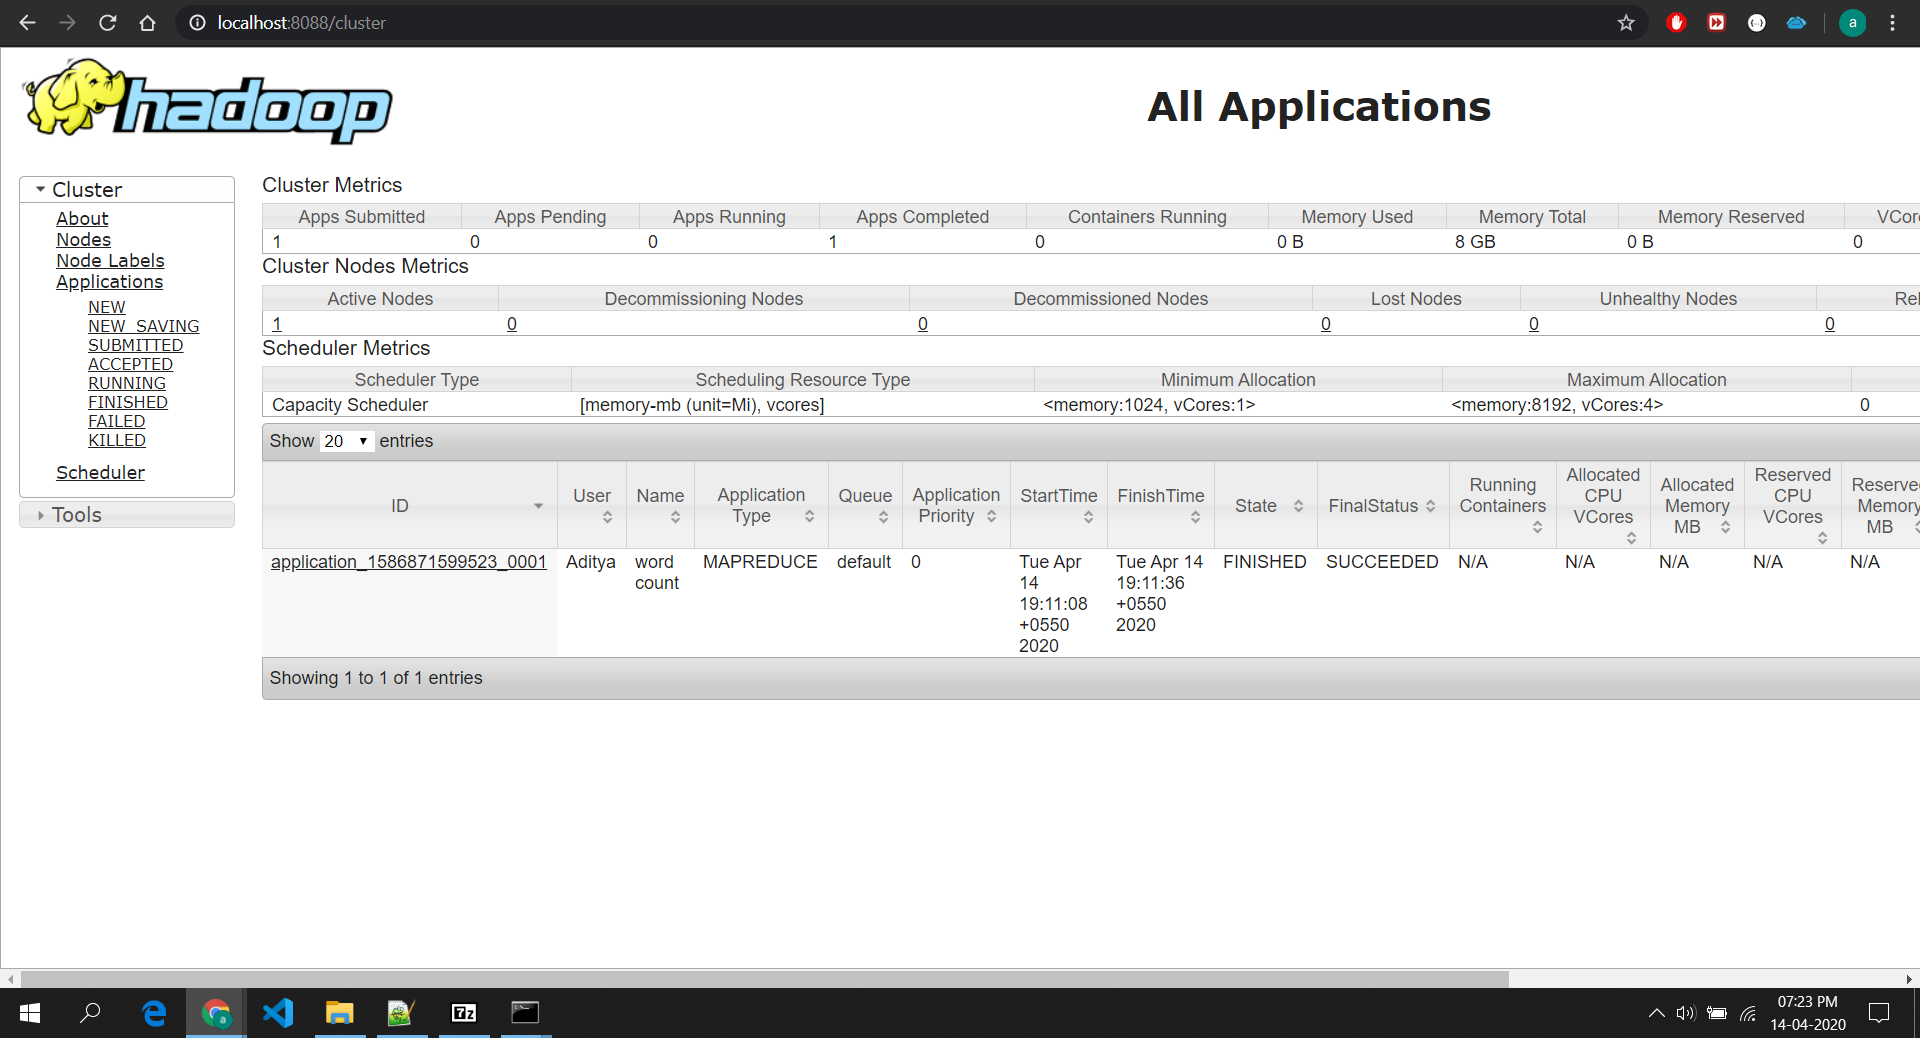 localhost:8088/cluster
a
hadoop
All Applications
Cluster
About
Nodes
Node Labels
Applications
NEW
NEW_SAVING
SUBMITTED
ACCEPTED
RUNNING
FINISHED
FAILED
KILLED
Scheduler
Tools
Cluster Metrics
Apps Submitted Apps Pending Apps Running Apps Completed Containers Running Memory Used Memory Total Memory Reserved VCor
1 0 0 1 0 0 B 8 GB 0 B 0
Cluster Nodes Metrics
Active Nodes Decommissioning Nodes Decommissioned Nodes Lost Nodes Unhealthy Nodes Rel
1 0 0 0 0 0
Scheduler Metrics
Scheduler Type Scheduling Resource Type Minimum Allocation Maximum Allocation
Capacity Scheduler [memory-mb (unit=Mi), vcores] <memory:1024, vCores:1> <memory:8192, vCores:4> 0
Show 20 entries
ID User Name Application Type Queue Application Priority StartTime FinishTime State FinalStatus Running Containers Allocated CPU VCores Allocated Memory MB Reserved CPU VCores Reserved Memory MB
application_1586871599523_0001 Aditya word count MAPREDUCE default 0 Tue Apr 14 19:11:08 +0550 2020 Tue Apr 14 19:11:36 +0550 2020 FINISHED SUCCEEDED N/A N/A N/A N/A N/A
Showing 1 to 1 of 1 entries
a
7z
07:23 PM
14-04-2020